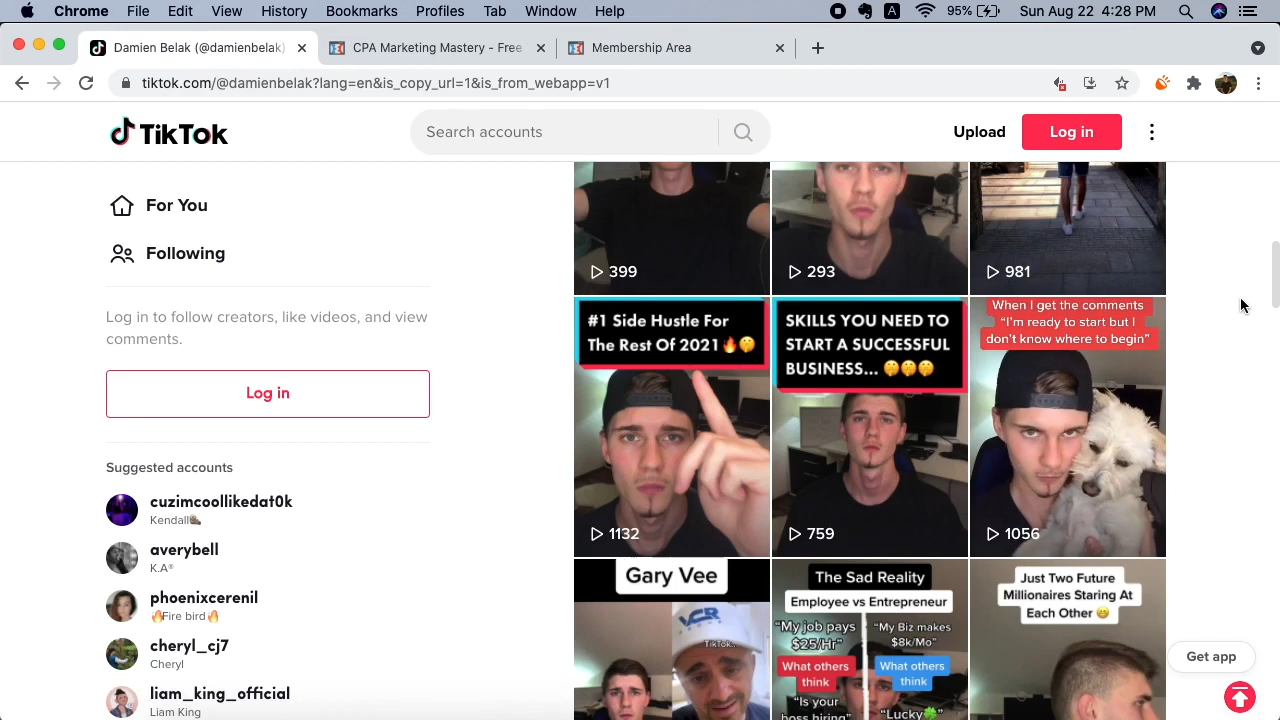 Chrome File Edit View History Bookmarks Profiles Tab Window Help A 95% Sun Aug 22 4:28 PM
Damien Belak (@damienbelak)
CPA Marketing Mastery - Free
Membership Area
tiktok.com/@damienbelak?lang=en&is_copy_url=1&is_from_webapp=v1
TikTok
Search accounts
Upload
Log in
For You
Following
Log in to follow creators, like videos, and view
comments.
Log in
Suggested accounts
cuzimcoollikedat0k
Kendall
averybell
K.A®
phoenixcerenil
🔥Fire bird🔥
cheryl_cj7
Cheryl
liam_king_official
Liam King
399
293
981
#1 Side Hustle For
The Rest Of 2021🔥🤫
1132
SKILLS YOU NEED TO
START A SUCCESSFUL
BUSINESS... 🤫🤫🤫
759
When I get the comments
“I’m ready to start but I
don’t know where to begin”
1056
Gary Vee
VCR
TikTok..
The Sad Reality
Employee vs Entrepreneur
“My job pays
$25/Hr”
“My Biz makes
$8k/Mo”
What others
think
What others
think
“Is your
boss hiring”
“Lucky🍀”
Just Two Future
Millionaires Staring At
Each Other 😄
Get app